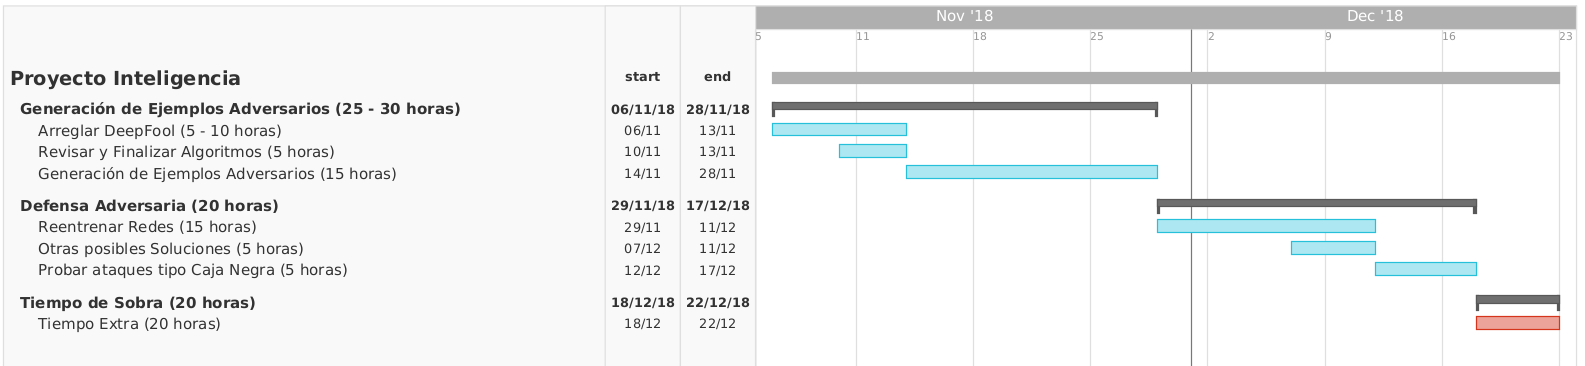 Nov '18 Dec '18
5 11 18 25 2 9 16 23
Proyecto Inteligencia start end
Generación de Ejemplos Adversarios (25 - 30 horas) 06/11/18 28/11/18
Arreglar DeepFool (5 - 10 horas) 06/11 13/11
Revisar y Finalizar Algoritmos (5 horas) 10/11 13/11
Generación de Ejemplos Adversarios (15 horas) 14/11 28/11
Defensa Adversaria (20 horas) 29/11/18 17/12/18
Reentrenar Redes (15 horas) 29/11 11/12
Otras posibles Soluciones (5 horas) 07/12 11/12
Probar ataques tipo Caja Negra (5 horas) 12/12 17/12
Tiempo de Sobra (20 horas) 18/12/18 22/12/18
Tiempo Extra (20 horas) 18/12 22/12